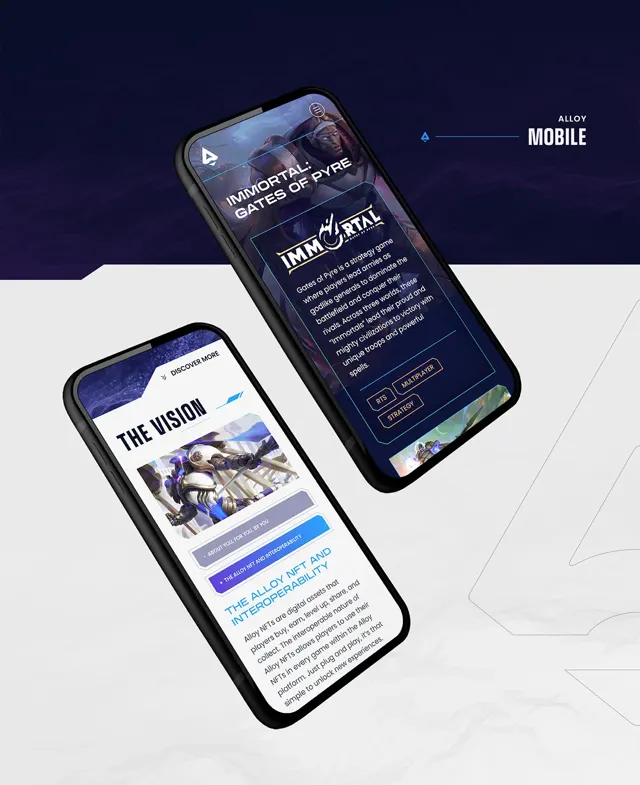 ALLOY
MOBILE
IMMORTAL:
GATES OF PYRE
IMMORTAL
GATES OF PYRE
Gates of Pyre is a strategy game
where players lead armies as
godlike generals to dominate the
battlefield and conquer their
rivals. Across three worlds, these
"Immortals" lead their proud and
mighty civilizations to victory with
unique troops and powerful
spells.
RTS
MULTIPLAYER
STRATEGY
DISCOVER MORE
THE VISION
ABOUT YOU, FOR YOU, BY YOU
THE ALLOY NFT AND INTEROPERABILITY
THE ALLOY NFT AND
INTEROPERABILITY
Alloy NFTs are digital assets that
players buy, earn, level up, share, and
collect. The interoperable nature of
Alloy NFTs allows players to use their
NFTs in every game within the Alloy
platform. Just plug and play, it's that
simple to unlock new experiences.